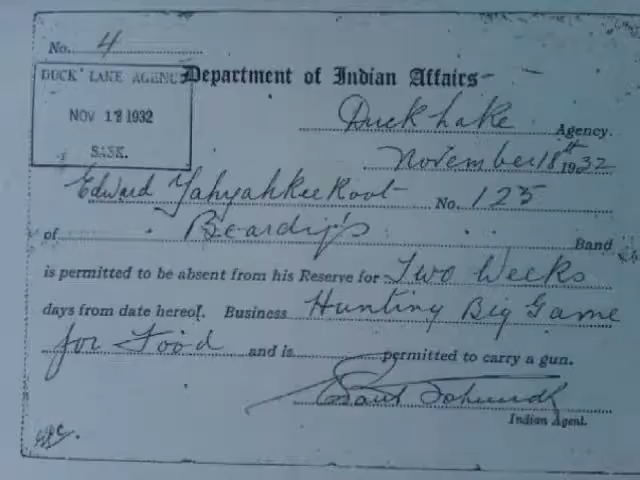 No. 4
DUCK LAKE AGENCY
NOV 18 1932
SASK.
Department of Indian Affairs
Duck Lake Agency.
November 18th 1932
Edward Yahyahkeekoot No. 125
of Beardy's Band
is permitted to be absent from his Reserve for Two Weeks
days from date hereof. Business Hunting Big Game
for Food and is permitted to carry a gun.
Indian Agent.